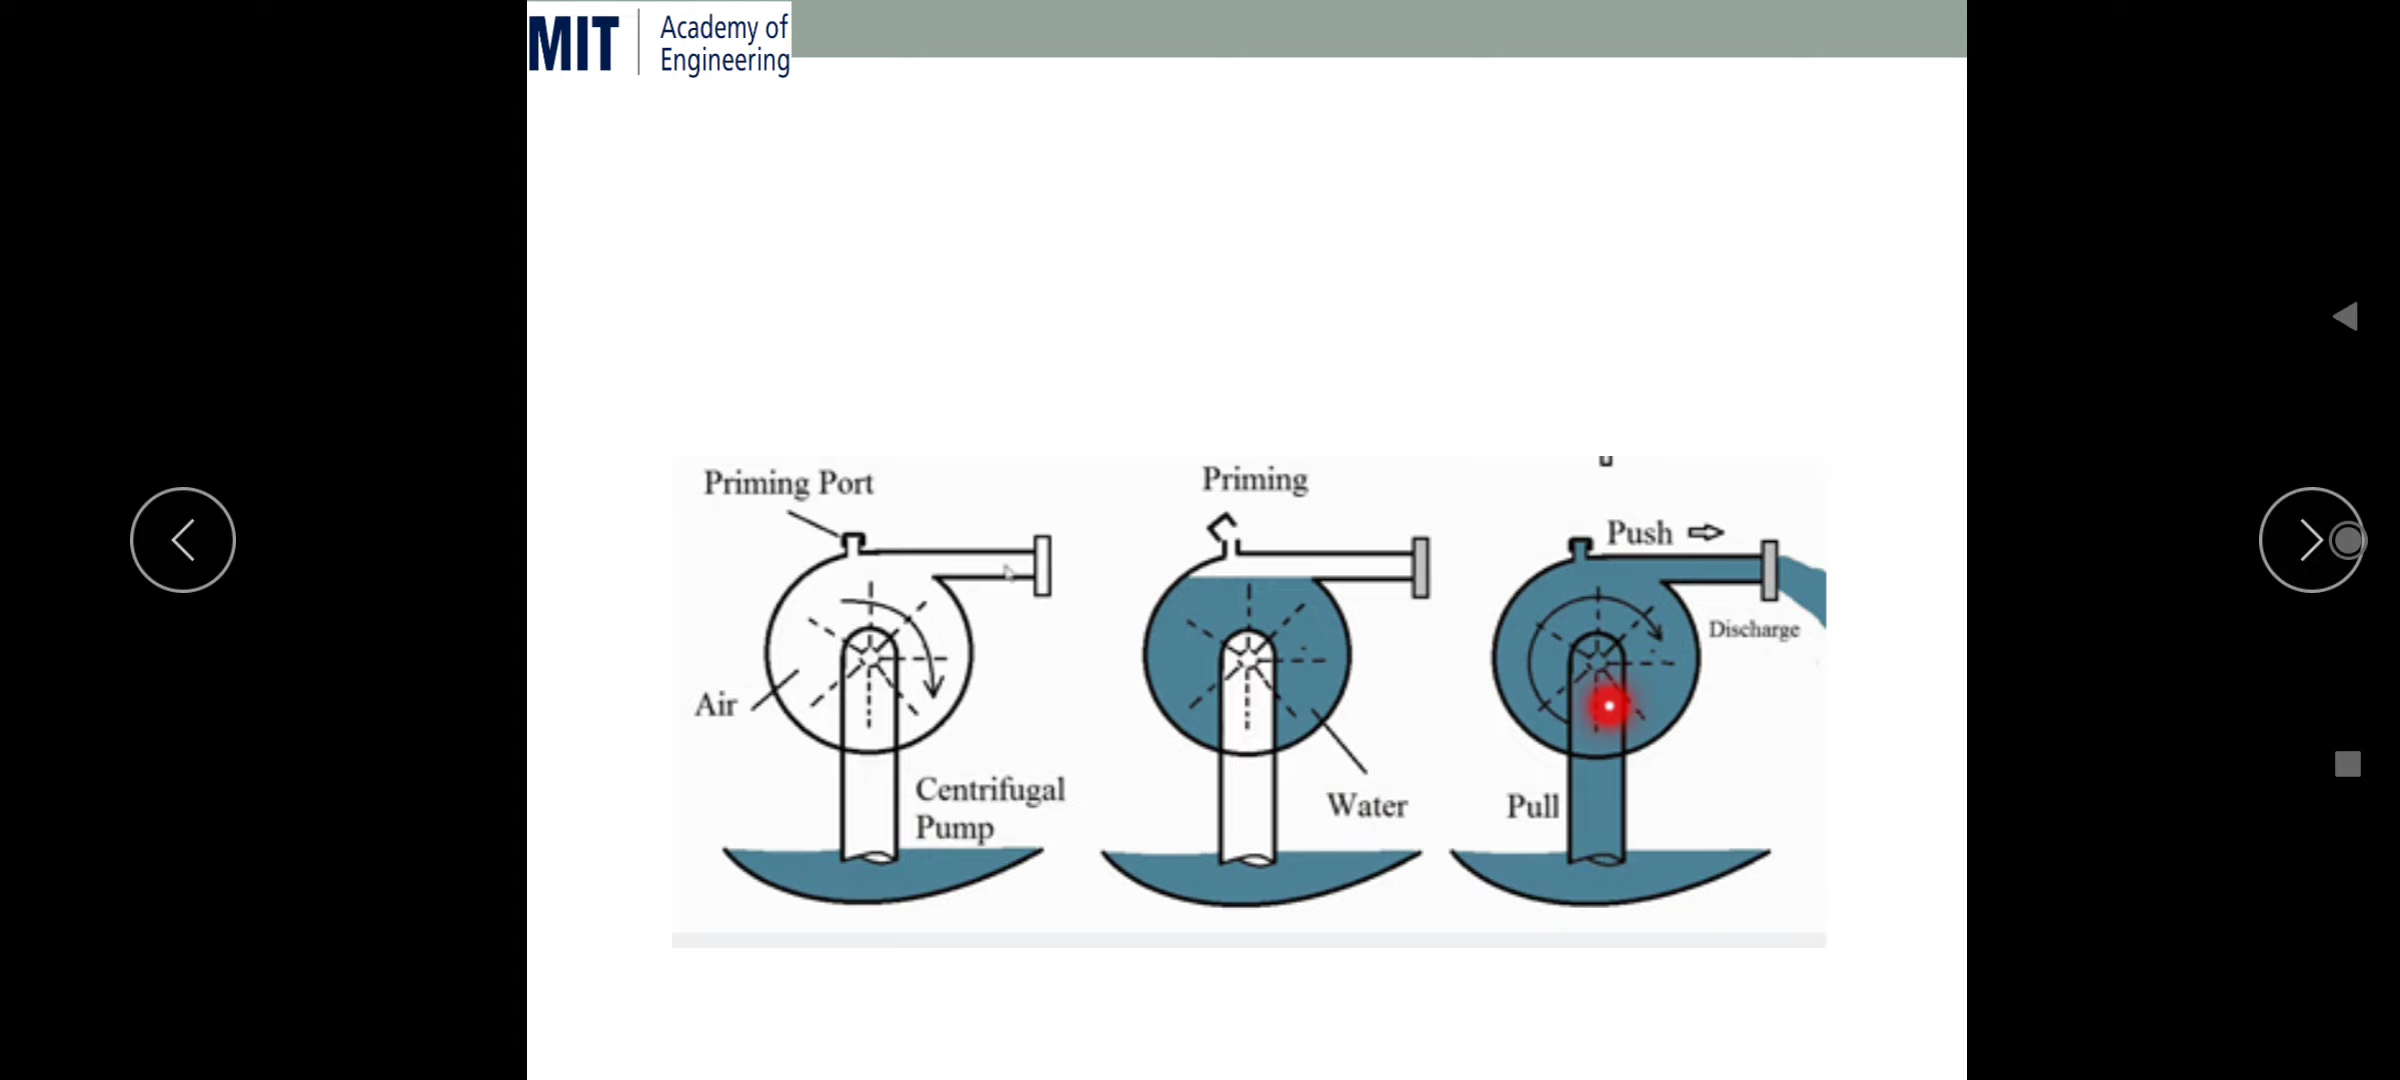 MIT
Academy of
Engineering
Priming Port
Priming
Push
Discharge
Air
Centrifugal
Pump
Water
Pull